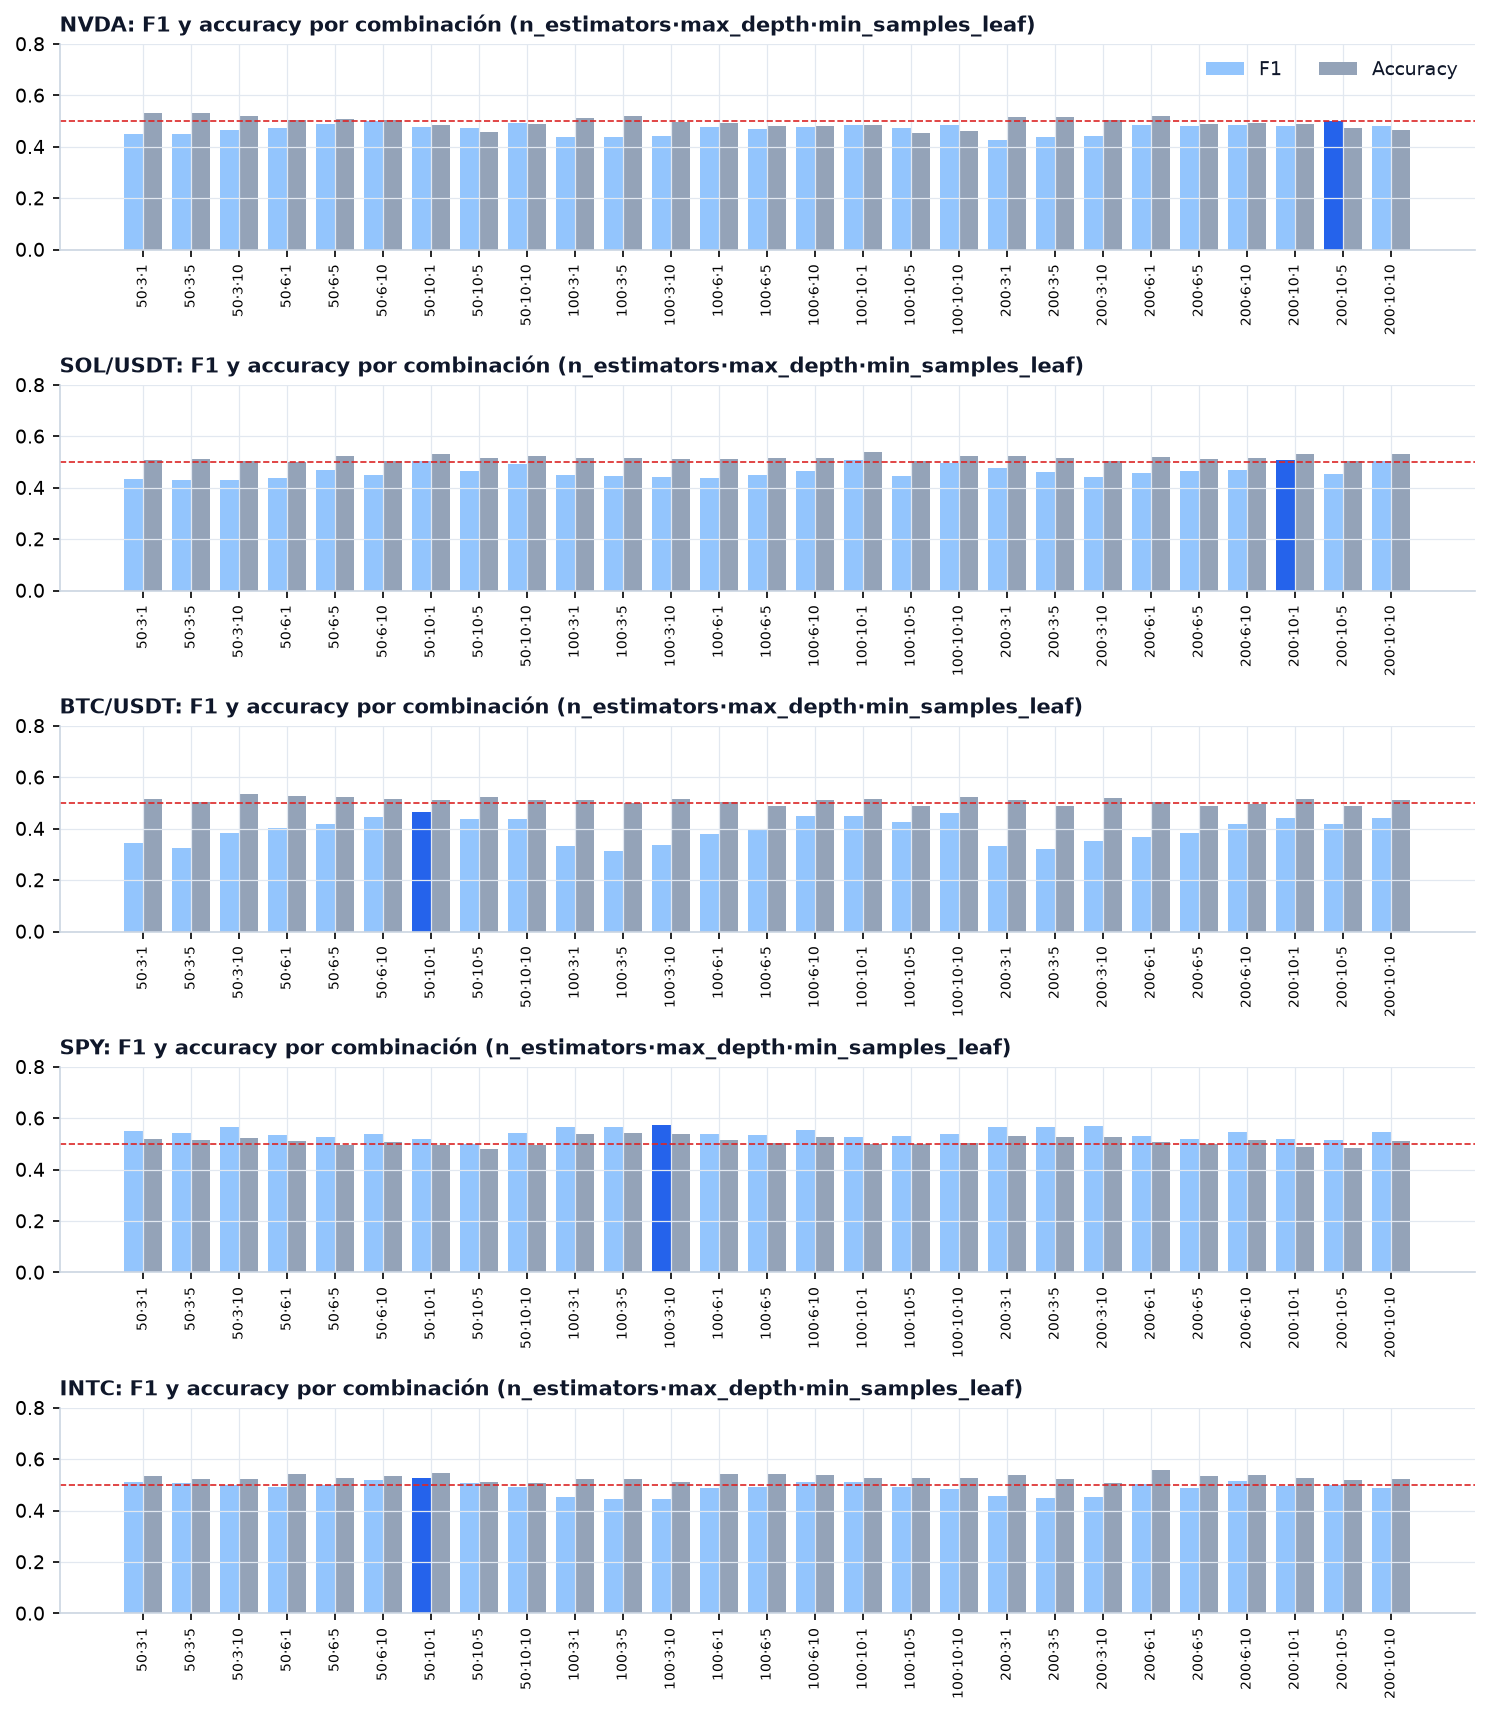 NVDA: F1 y accuracy por combinación (n_estimators·max_depth·min_samples_leaf)
F1 Accuracy
0.8
0.6
0.4
0.2
0.0
50·3·1 50·3·5 50·3·10 50·6·1 50·6·5 50·6·10 50·10·1 50·10·5 50·10·10 100·3·1 100·3·5 100·3·10 100·6·1 100·6·5 100·6·10 100·10·1 100·10·5 100·10·10 200·3·1 200·3·5 200·3·10 200·6·1 200·6·5 200·6·10 200·10·1 200·10·5 200·10·10
SOL/USDT: F1 y accuracy por combinación (n_estimators·max_depth·min_samples_leaf)
0.8
0.6
0.4
0.2
0.0
50·3·1 50·3·5 50·3·10 50·6·1 50·6·5 50·6·10 50·10·1 50·10·5 50·10·10 100·3·1 100·3·5 100·3·10 100·6·1 100·6·5 100·6·10 100·10·1 100·10·5 100·10·10 200·3·1 200·3·5 200·3·10 200·6·1 200·6·5 200·6·10 200·10·1 200·10·5 200·10·10
BTC/USDT: F1 y accuracy por combinación (n_estimators·max_depth·min_samples_leaf)
0.8
0.6
0.4
0.2
0.0
50·3·1 50·3·5 50·3·10 50·6·1 50·6·5 50·6·10 50·10·1 50·10·5 50·10·10 100·3·1 100·3·5 100·3·10 100·6·1 100·6·5 100·6·10 100·10·1 100·10·5 100·10·10 200·3·1 200·3·5 200·3·10 200·6·1 200·6·5 200·6·10 200·10·1 200·10·5 200·10·10
SPY: F1 y accuracy por combinación (n_estimators·max_depth·min_samples_leaf)
0.8
0.6
0.4
0.2
0.0
50·3·1 50·3·5 50·3·10 50·6·1 50·6·5 50·6·10 50·10·1 50·10·5 50·10·10 100·3·1 100·3·5 100·3·10 100·6·1 100·6·5 100·6·10 100·10·1 100·10·5 100·10·10 200·3·1 200·3·5 200·3·10 200·6·1 200·6·5 200·6·10 200·10·1 200·10·5 200·10·10
INTC: F1 y accuracy por combinación (n_estimators·max_depth·min_samples_leaf)
0.8
0.6
0.4
0.2
0.0
50·3·1 50·3·5 50·3·10 50·6·1 50·6·5 50·6·10 50·10·1 50·10·5 50·10·10 100·3·1 100·3·5 100·3·10 100·6·1 100·6·5 100·6·10 100·10·1 100·10·5 100·10·10 200·3·1 200·3·5 200·3·10 200·6·1 200·6·5 200·6·10 200·10·1 200·10·5 200·10·10